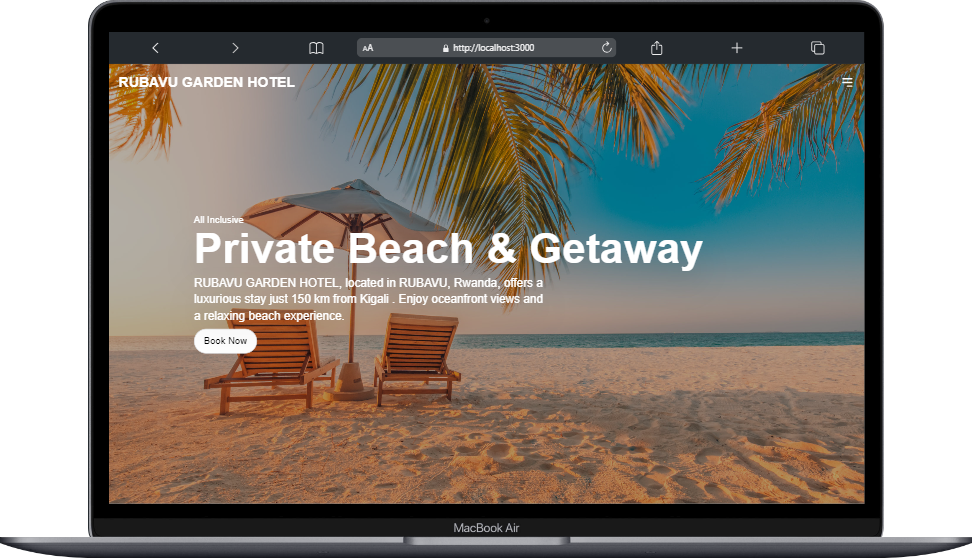 AA
http://localhost:3000
RUBAVU GARDEN HOTEL
All Inclusive
Private Beach & Getaway
RUBAVU GARDEN HOTEL, located in RUBAVU, Rwanda, offers a
luxurious stay just 150 km from Kigali . Enjoy oceanfront views and
a relaxing beach experience.
Book Now
MacBook Air